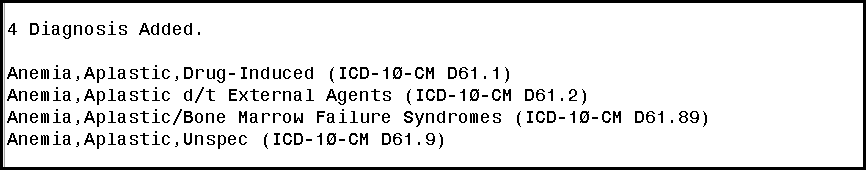 4 Diagnosis Added.
Anemia,Aplastic,Drug-Induced (ICD-10-CM D61.1)
Anemia,Aplastic d/t External Agents (ICD-10-CM D61.2)
Anemia,Aplastic/Bone Marrow Failure Syndromes (ICD-10-CM D61.89)
Anemia,Aplastic,Unspec (ICD-10-CM D61.9)